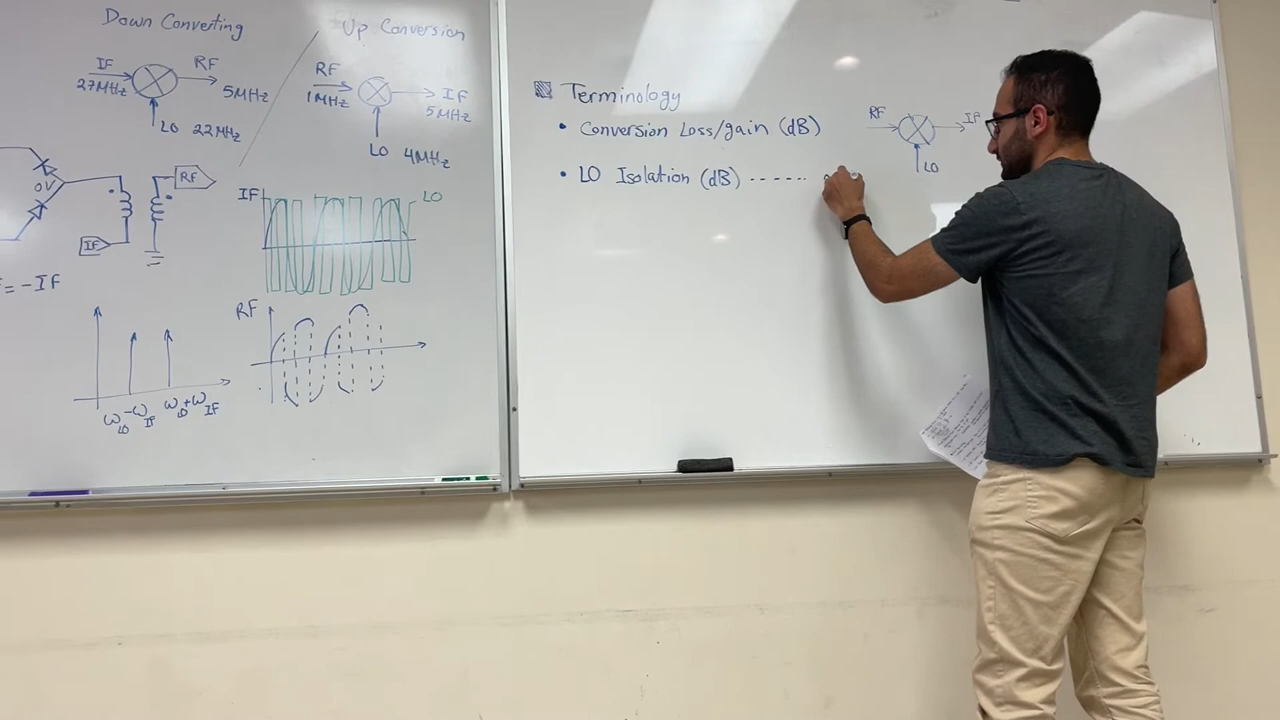 Down Converting
Up Conversion
IF
RF
27MHz
5MHz
LO 22MHz
RF
1MHz
IF
5MHz
LO 4MHz
0V
RF
IF
= -IF
IF
LO
RF
ω_LO-ω_IF
ω_LO+ω_IF
Terminology
• Conversion Loss/gain (dB)
RF
IF
LO
• LO Isolation (dB) ------